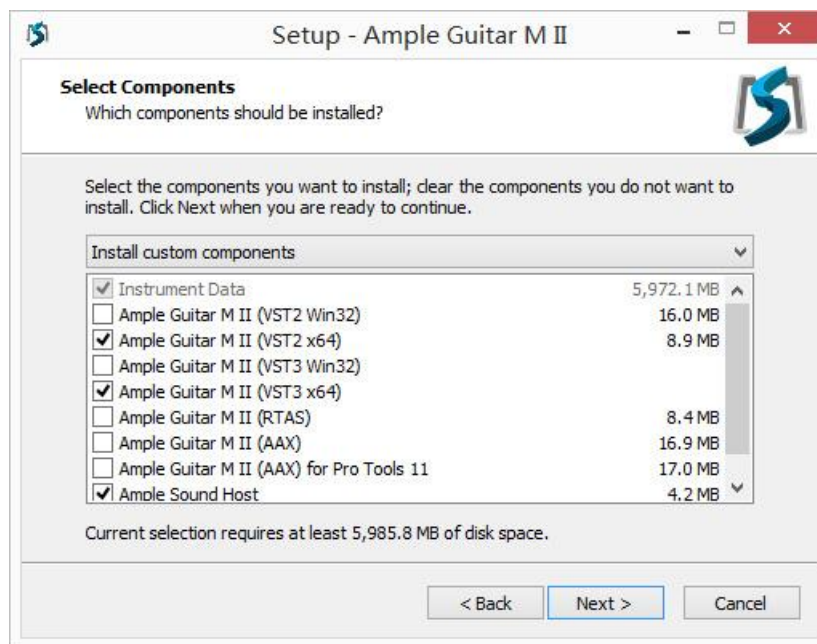 Setup - Ample Guitar M II
Select Components
Which components should be installed?
Select the components you want to install; clear the components you do not want to
install. Click Next when you are ready to continue.
Install custom components
Instrument Data 5,972.1 MB
Ample Guitar M II (VST2 Win32) 16.0 MB
Ample Guitar M II (VST2 x64) 8.9 MB
Ample Guitar M II (VST3 Win32)
Ample Guitar M II (VST3 x64)
Ample Guitar M II (RTAS) 8.4 MB
Ample Guitar M II (AAX) 16.9 MB
Ample Guitar M II (AAX) for Pro Tools 11 17.0 MB
Ample Sound Host 4.2 MB
Current selection requires at least 5,985.8 MB of disk space.
< Back Next > Cancel